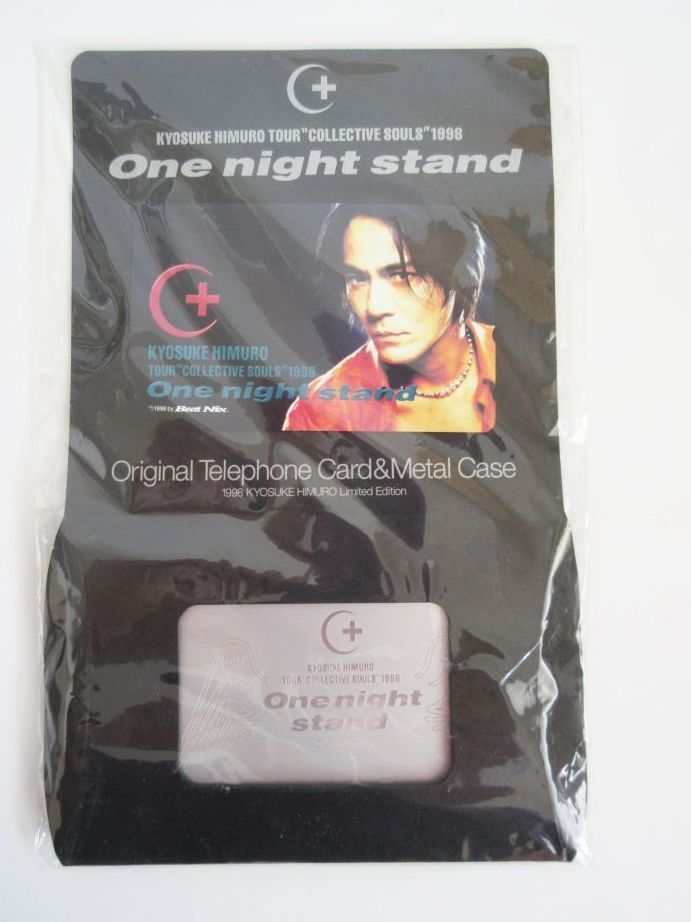 KYOSUKE HIMURO TOUR"COLLECTIVE SOULS"1998
One night stand
KYOSUKE HIMURO
TOUR"COLLECTIVE SOULS"1998
One night stand
©1998 by Beat Nix.
Original Telephone Card&Metal Case
1998 KYOSUKE HIMURO Limited Edition
KYOSUKE HIMURO
TOUR"COLLECTIVE SOULS"1998
One night
stand